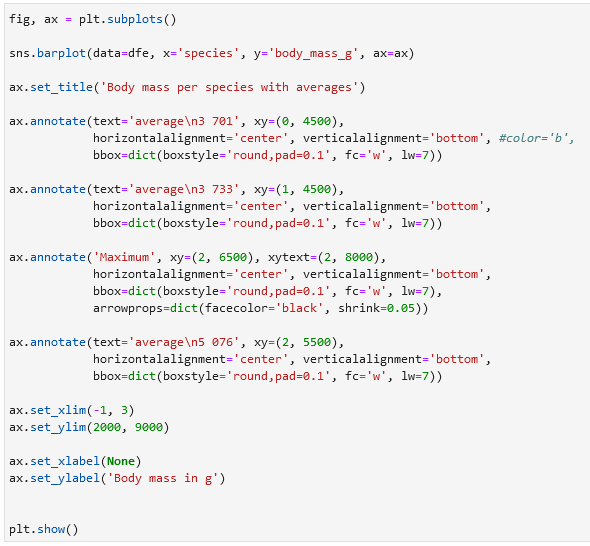 fig, ax = plt.subplots()

sns.barplot(data=dfe, x='species', y='body_mass_g', ax=ax)

ax.set_title('Body mass per species with averages')

ax.annotate(text='average\n3 701', xy=(0, 4500),
            horizontalalignment='center', verticalalignment='bottom', #color='b',
            bbox=dict(boxstyle='round,pad=0.1', fc='w', lw=7))

ax.annotate(text='average\n3 733', xy=(1, 4500),
            horizontalalignment='center', verticalalignment='bottom',
            bbox=dict(boxstyle='round,pad=0.1', fc='w', lw=7))

ax.annotate('Maximum', xy=(2, 6500), xytext=(2, 8000),
            horizontalalignment='center', verticalalignment='bottom',
            bbox=dict(boxstyle='round,pad=0.1', fc='w', lw=7),
            arrowprops=dict(facecolor='black', shrink=0.05))

ax.annotate(text='average\n5 076', xy=(2, 5500),
            horizontalalignment='center', verticalalignment='bottom',
            bbox=dict(boxstyle='round,pad=0.1', fc='w', lw=7))

ax.set_xlim(-1, 3)
ax.set_ylim(2000, 9000)

ax.set_xlabel(None)
ax.set_ylabel('Body mass in g')

plt.show()